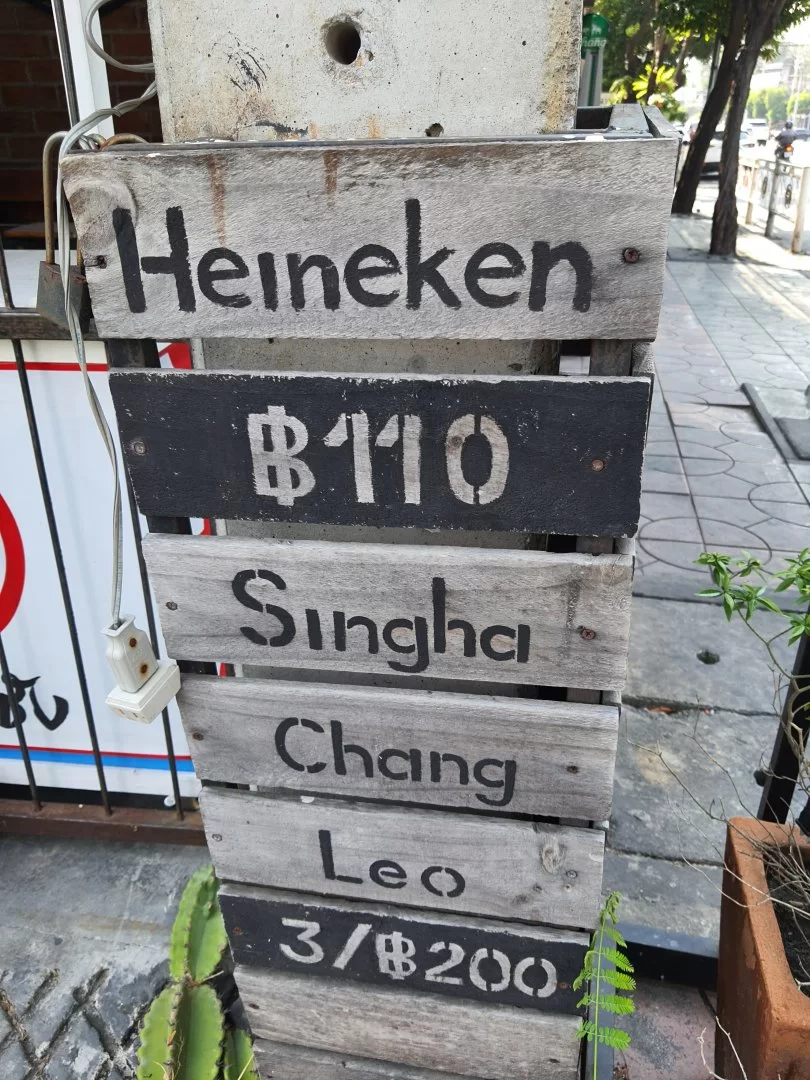 Heineken
฿110
Singha
Chang
Leo
3/฿200